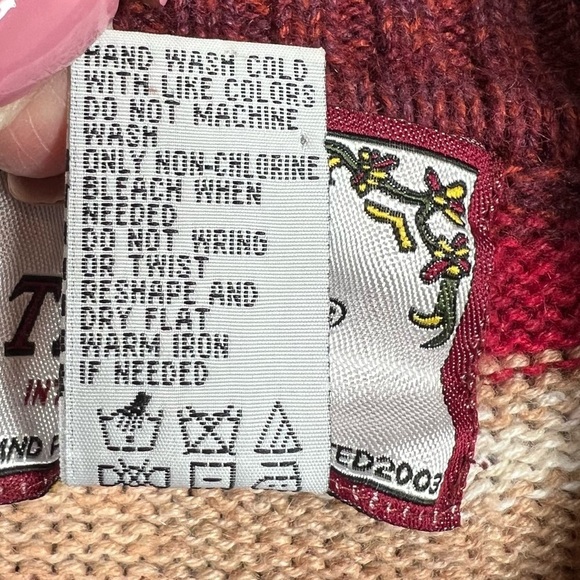 HAND WASH COLD
WITH LIKE COLORS
DO NOT MACHINE
WASH
ONLY NON-CHLORINE
BLEACH WHEN
NEEDED
DO NOT WRING
OR TWIST
RESHAPE AND
DRY FLAT
WARM IRON
IF NEEDED
®